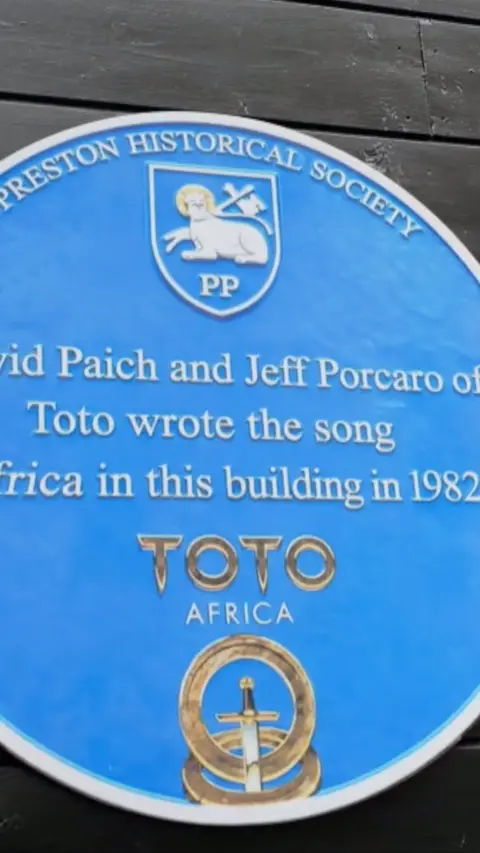 PRESTON HISTORICAL SOCIETY
PP
vid Paich and Jeff Porcaro of
Toto wrote the song
frica in this building in 1982
TOTO
AFRICA